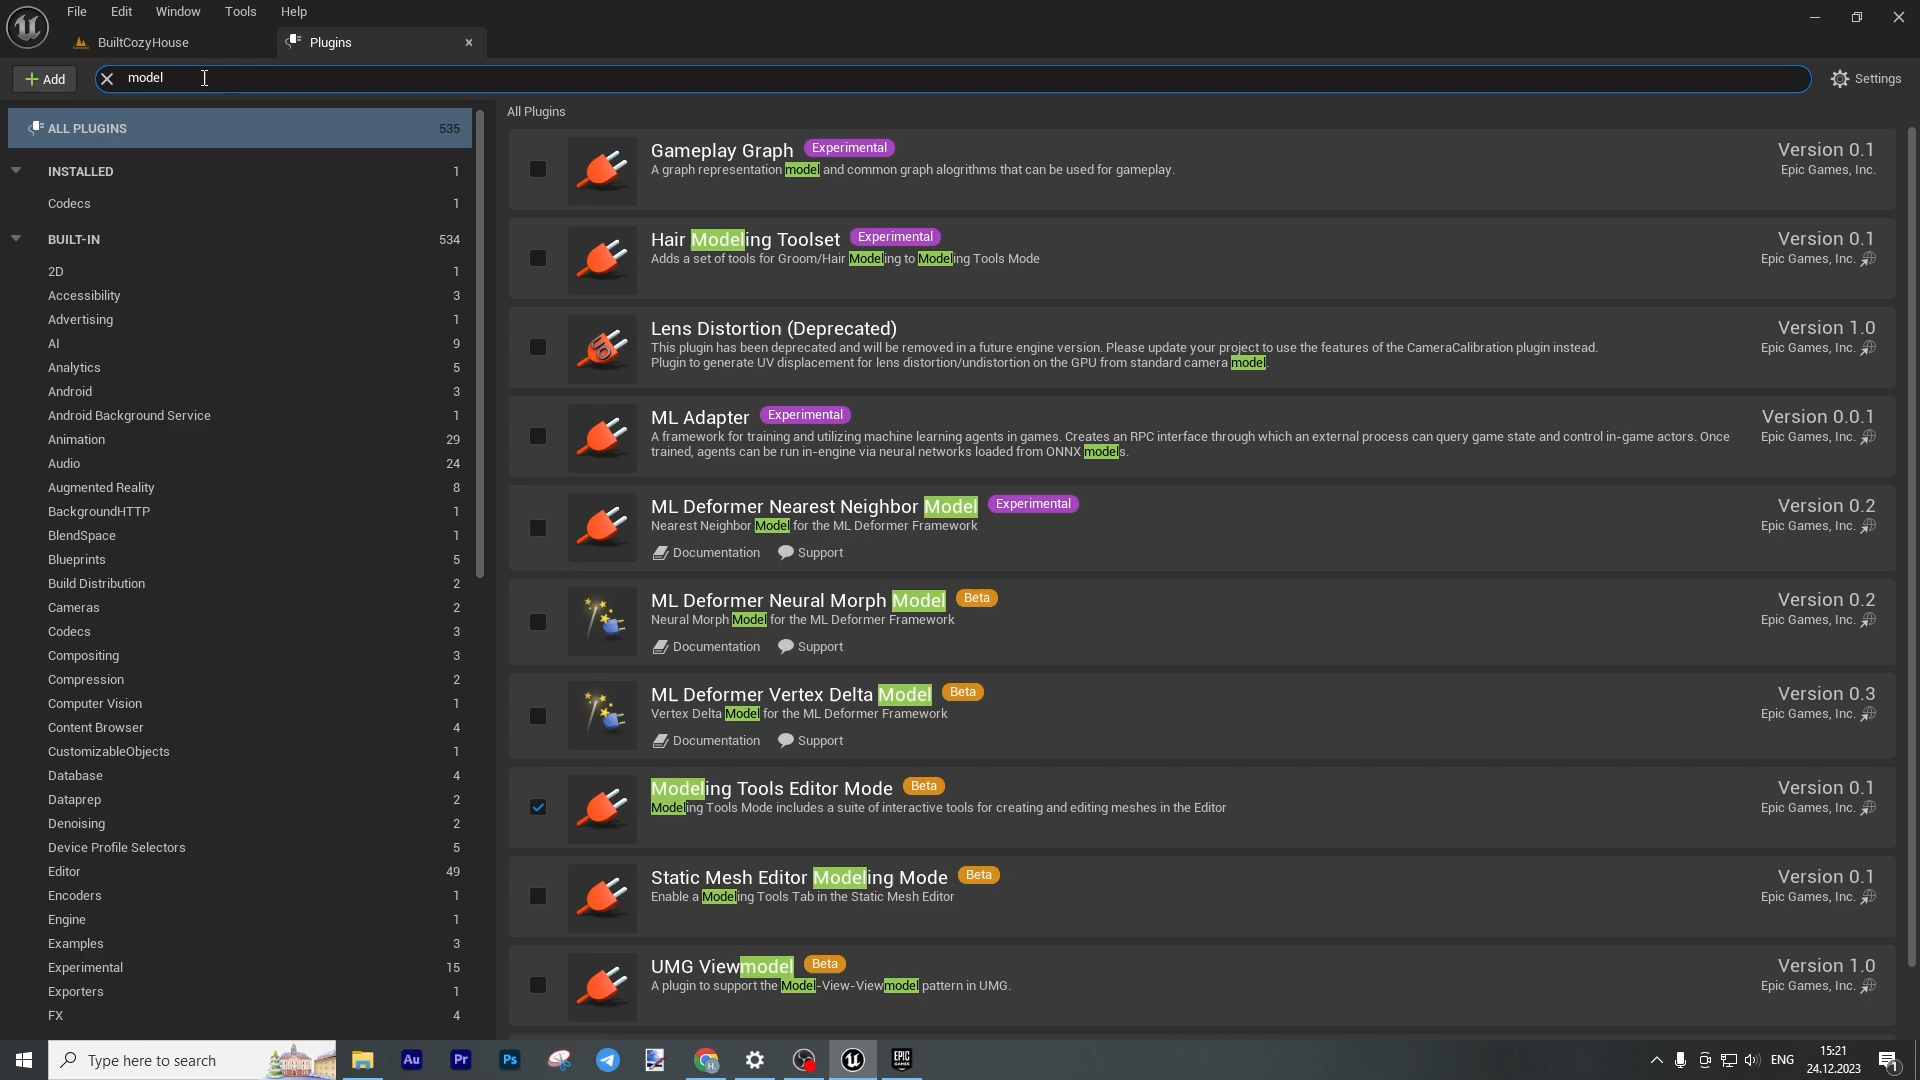 File Edit Window Tools Help
BuiltCozyHouse Plugins
Add model Settings
ALL PLUGINS 535
INSTALLED 1
Codecs 1
BUILT-IN 534
2D 1
Accessibility 3
Advertising 1
AI 9
Analytics 5
Android 3
Android Background Service 1
Animation 29
Audio 24
Augmented Reality 8
BackgroundHTTP 1
BlendSpace 1
Blueprints 5
Build Distribution 2
Cameras 2
Codecs 3
Compositing 3
Compression 2
Computer Vision 1
Content Browser 4
CustomizableObjects 1
Database 4
Dataprep 2
Denoising 2
Device Profile Selectors 5
Editor 49
Encoders 1
Engine 1
Examples 3
Experimental 15
Exporters 1
FX 4
All Plugins
Gameplay Graph Experimental Version 0.1
A graph representation model and common graph alogrithms that can be used for gameplay. Epic Games, Inc.
Hair Modeling Toolset Experimental Version 0.1
Adds a set of tools for Groom/Hair Modeling to Modeling Tools Mode Epic Games, Inc.
Lens Distortion (Deprecated) Version 1.0
This plugin has been deprecated and will be removed in a future engine version. Please update your project to use the features of the CameraCalibration plugin instead. Epic Games, Inc.
Plugin to generate UV displacement for lens distortion/undistortion on the GPU from standard camera model.
ML Adapter Experimental Version 0.0.1
A framework for training and utilizing machine learning agents in games. Creates an RPC interface through which an external process can query game state and control in-game actors. Once Epic Games, Inc.
trained, agents can be run in-engine via neural networks loaded from ONNX models.
ML Deformer Nearest Neighbor Model Experimental Version 0.2
Nearest Neighbor Model for the ML Deformer Framework Epic Games, Inc.
Documentation Support
ML Deformer Neural Morph Model Beta Version 0.2
Neural Morph Model for the ML Deformer Framework Epic Games, Inc.
Documentation Support
ML Deformer Vertex Delta Model Beta Version 0.3
Vertex Delta Model for the ML Deformer Framework Epic Games, Inc.
Documentation Support
Modeling Tools Editor Mode Beta Version 0.1
Modeling Tools Mode includes a suite of interactive tools for creating and editing meshes in the Editor Epic Games, Inc.
Static Mesh Editor Modeling Mode Beta Version 0.1
Enable a Modeling Tools Tab in the Static Mesh Editor Epic Games, Inc.
UMG Viewmodel Beta Version 1.0
A plugin to support the Model-View-Viewmodel pattern in UMG. Epic Games, Inc.
Type here to search Au Pr Ps EPIC GAMES ENG 15:21
24.12.2023 1